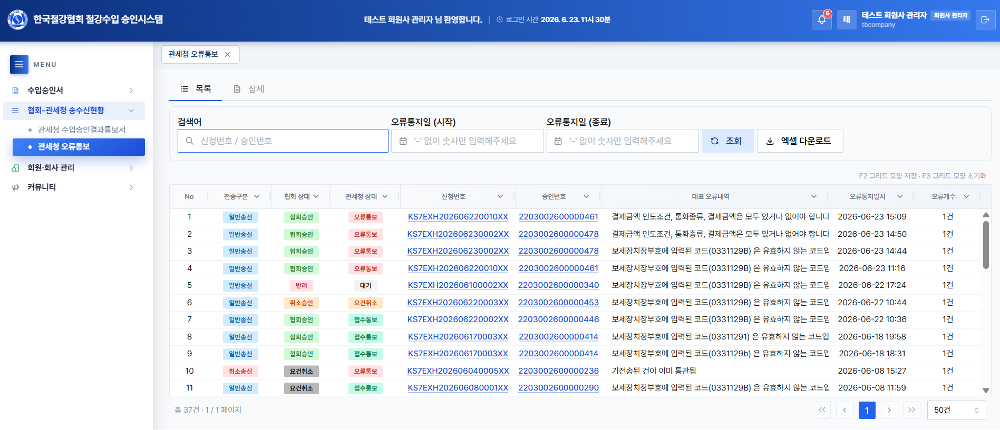 한국철강협회 철강수입 승인시스템
테스트 회원사 관리자 님 환영합니다. | 로그인 시간 2026. 6. 23. 11시 30분
5
테
테스트 회원사 관리자 회원사 관리자
tbcompany
MENU
수입승인서
협회-관세청 송수신현황
관세청 수입승인결과통보서
관세청 오류통보
회원·회사 관리
커뮤니티
관세청 오류통보
목록 상세
검색어 오류통지일 (시작) 오류통지일 (종료)
신청번호 / 승인번호 '-' 없이 숫자만 입력해주세요 '-' 없이 숫자만 입력해주세요 조회 엑셀 다운로드
F2 그리드 모양 저장 · F3 그리드 모양 초기화
No 전송구분 협회 상태 관세청 상태 신청번호 승인번호 대표 오류내역 오류통지일시 오류개수
1 일반송신 협회승인 오류통보 KS7EXH202606220010XX 2203002600000461 결제금액 인도조건, 통화종류, 결제금액은 모두 있거나 없어야 합니다 2026-06-23 15:09 1건
2 일반송신 협회승인 오류통보 KS7EXH202606230002XX 2203002600000478 결제금액 인도조건, 통화종류, 결제금액은 모두 있거나 없어야 합니다 2026-06-23 14:50 1건
3 일반송신 협회승인 오류통보 KS7EXH202606230002XX 2203002600000478 보세장치장부호에 입력된 코드(0331129B) 은 유효하지 않는 코드입 2026-06-23 14:44 1건
4 일반송신 협회승인 오류통보 KS7EXH202606220010XX 2203002600000461 보세장치장부호에 입력된 코드(0331129B) 은 유효하지 않는 코드입 2026-06-23 11:16 1건
5 일반송신 반려 대기 KS7EXH202606100002XX 2203002600000340 보세장치장부호에 입력된 코드(0331129B) 은 유효하지 않는 코드입 2026-06-22 17:24 1건
6 일반송신 취소승인 요건취소 KS7EXH202606220003XX 2203002600000453 보세장치장부호에 입력된 코드(0331129B) 은 유효하지 않는 코드입 2026-06-22 10:44 1건
7 일반송신 협회승인 접수통보 KS7EXH202606220002XX 2203002600000446 보세장치장부호에 입력된 코드(0331129B) 은 유효하지 않는 코드입 2026-06-22 10:36 1건
8 일반송신 협회승인 접수통보 KS7EXH202606170003XX 2203002600000414 보세장치장부호에 입력된 코드(03311291) 은 유효하지 않는 코드입 2026-06-18 19:58 1건
9 일반송신 협회승인 접수통보 KS7EXH202606170003XX 2203002600000414 보세장치장부호에 입력된 코드(0331129b) 은 유효하지 않는 코드입 2026-06-18 18:31 1건
10 취소송신 요건취소 오류통보 KS7EXH202606040005XX 2203002600000236 기전송된 건이 이미 통관됨 2026-06-08 15:27 1건
11 일반송신 요건취소 접수통보 KS7EXH202606080001XX 2203002600000290 보세장치장부호에 입력된 코드(0331129B) 은 유효하지 않는 코드입 2026-06-08 11:59 1건
총 37건 · 1 / 1 페이지
1
50건